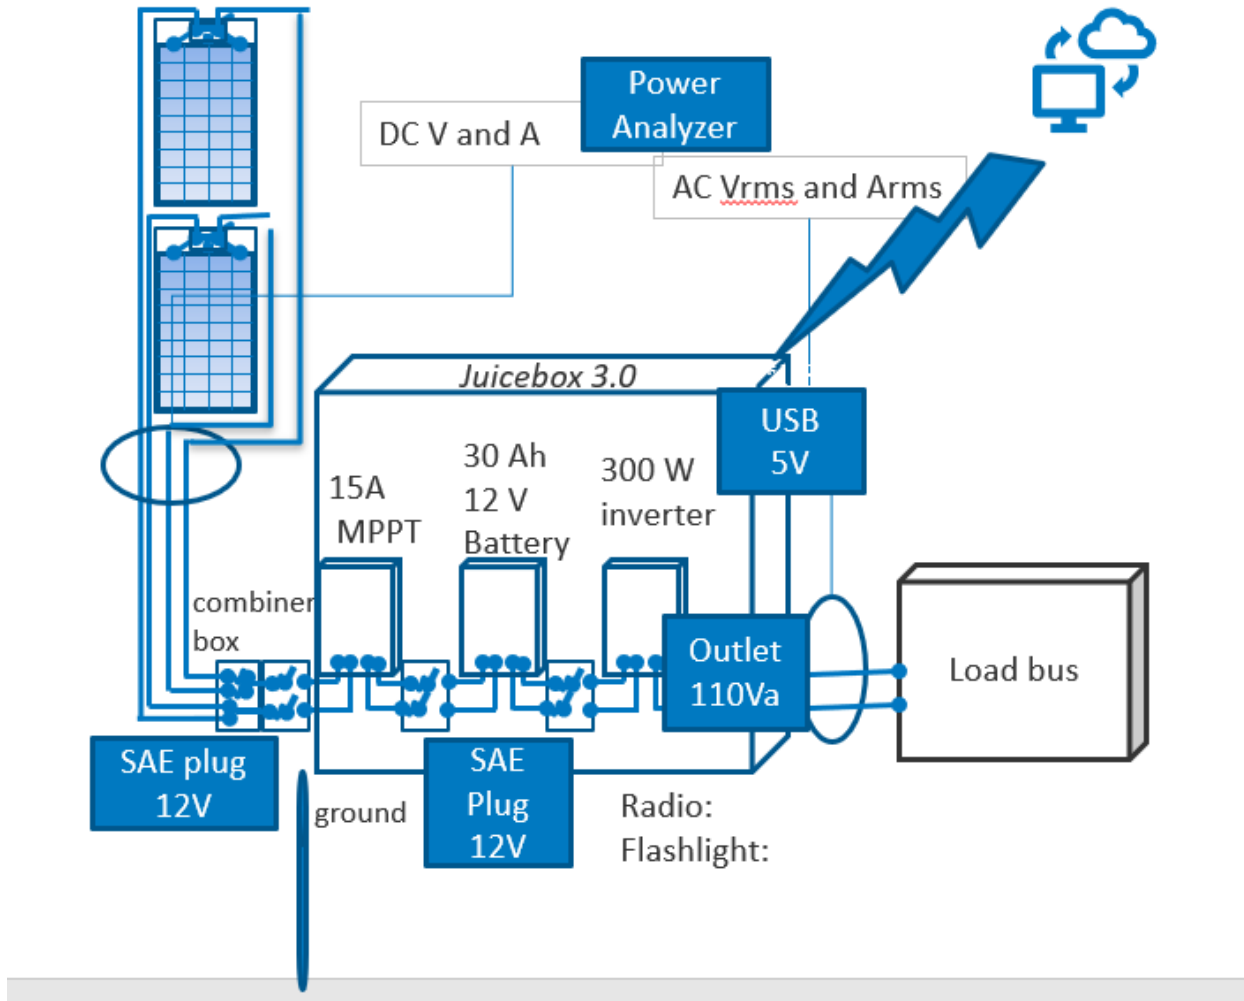 Power
Analyzer
DC V and A
AC Vrms and Arms
Juicebox 3.0
USB
5V
15A
MPPT
30 Ah
12 V
Battery
300 W
inverter
combiner
box
Outlet
110Va
Load bus
SAE plug
12V
ground
SAE
Plug
12V
Radio:
Flashlight: